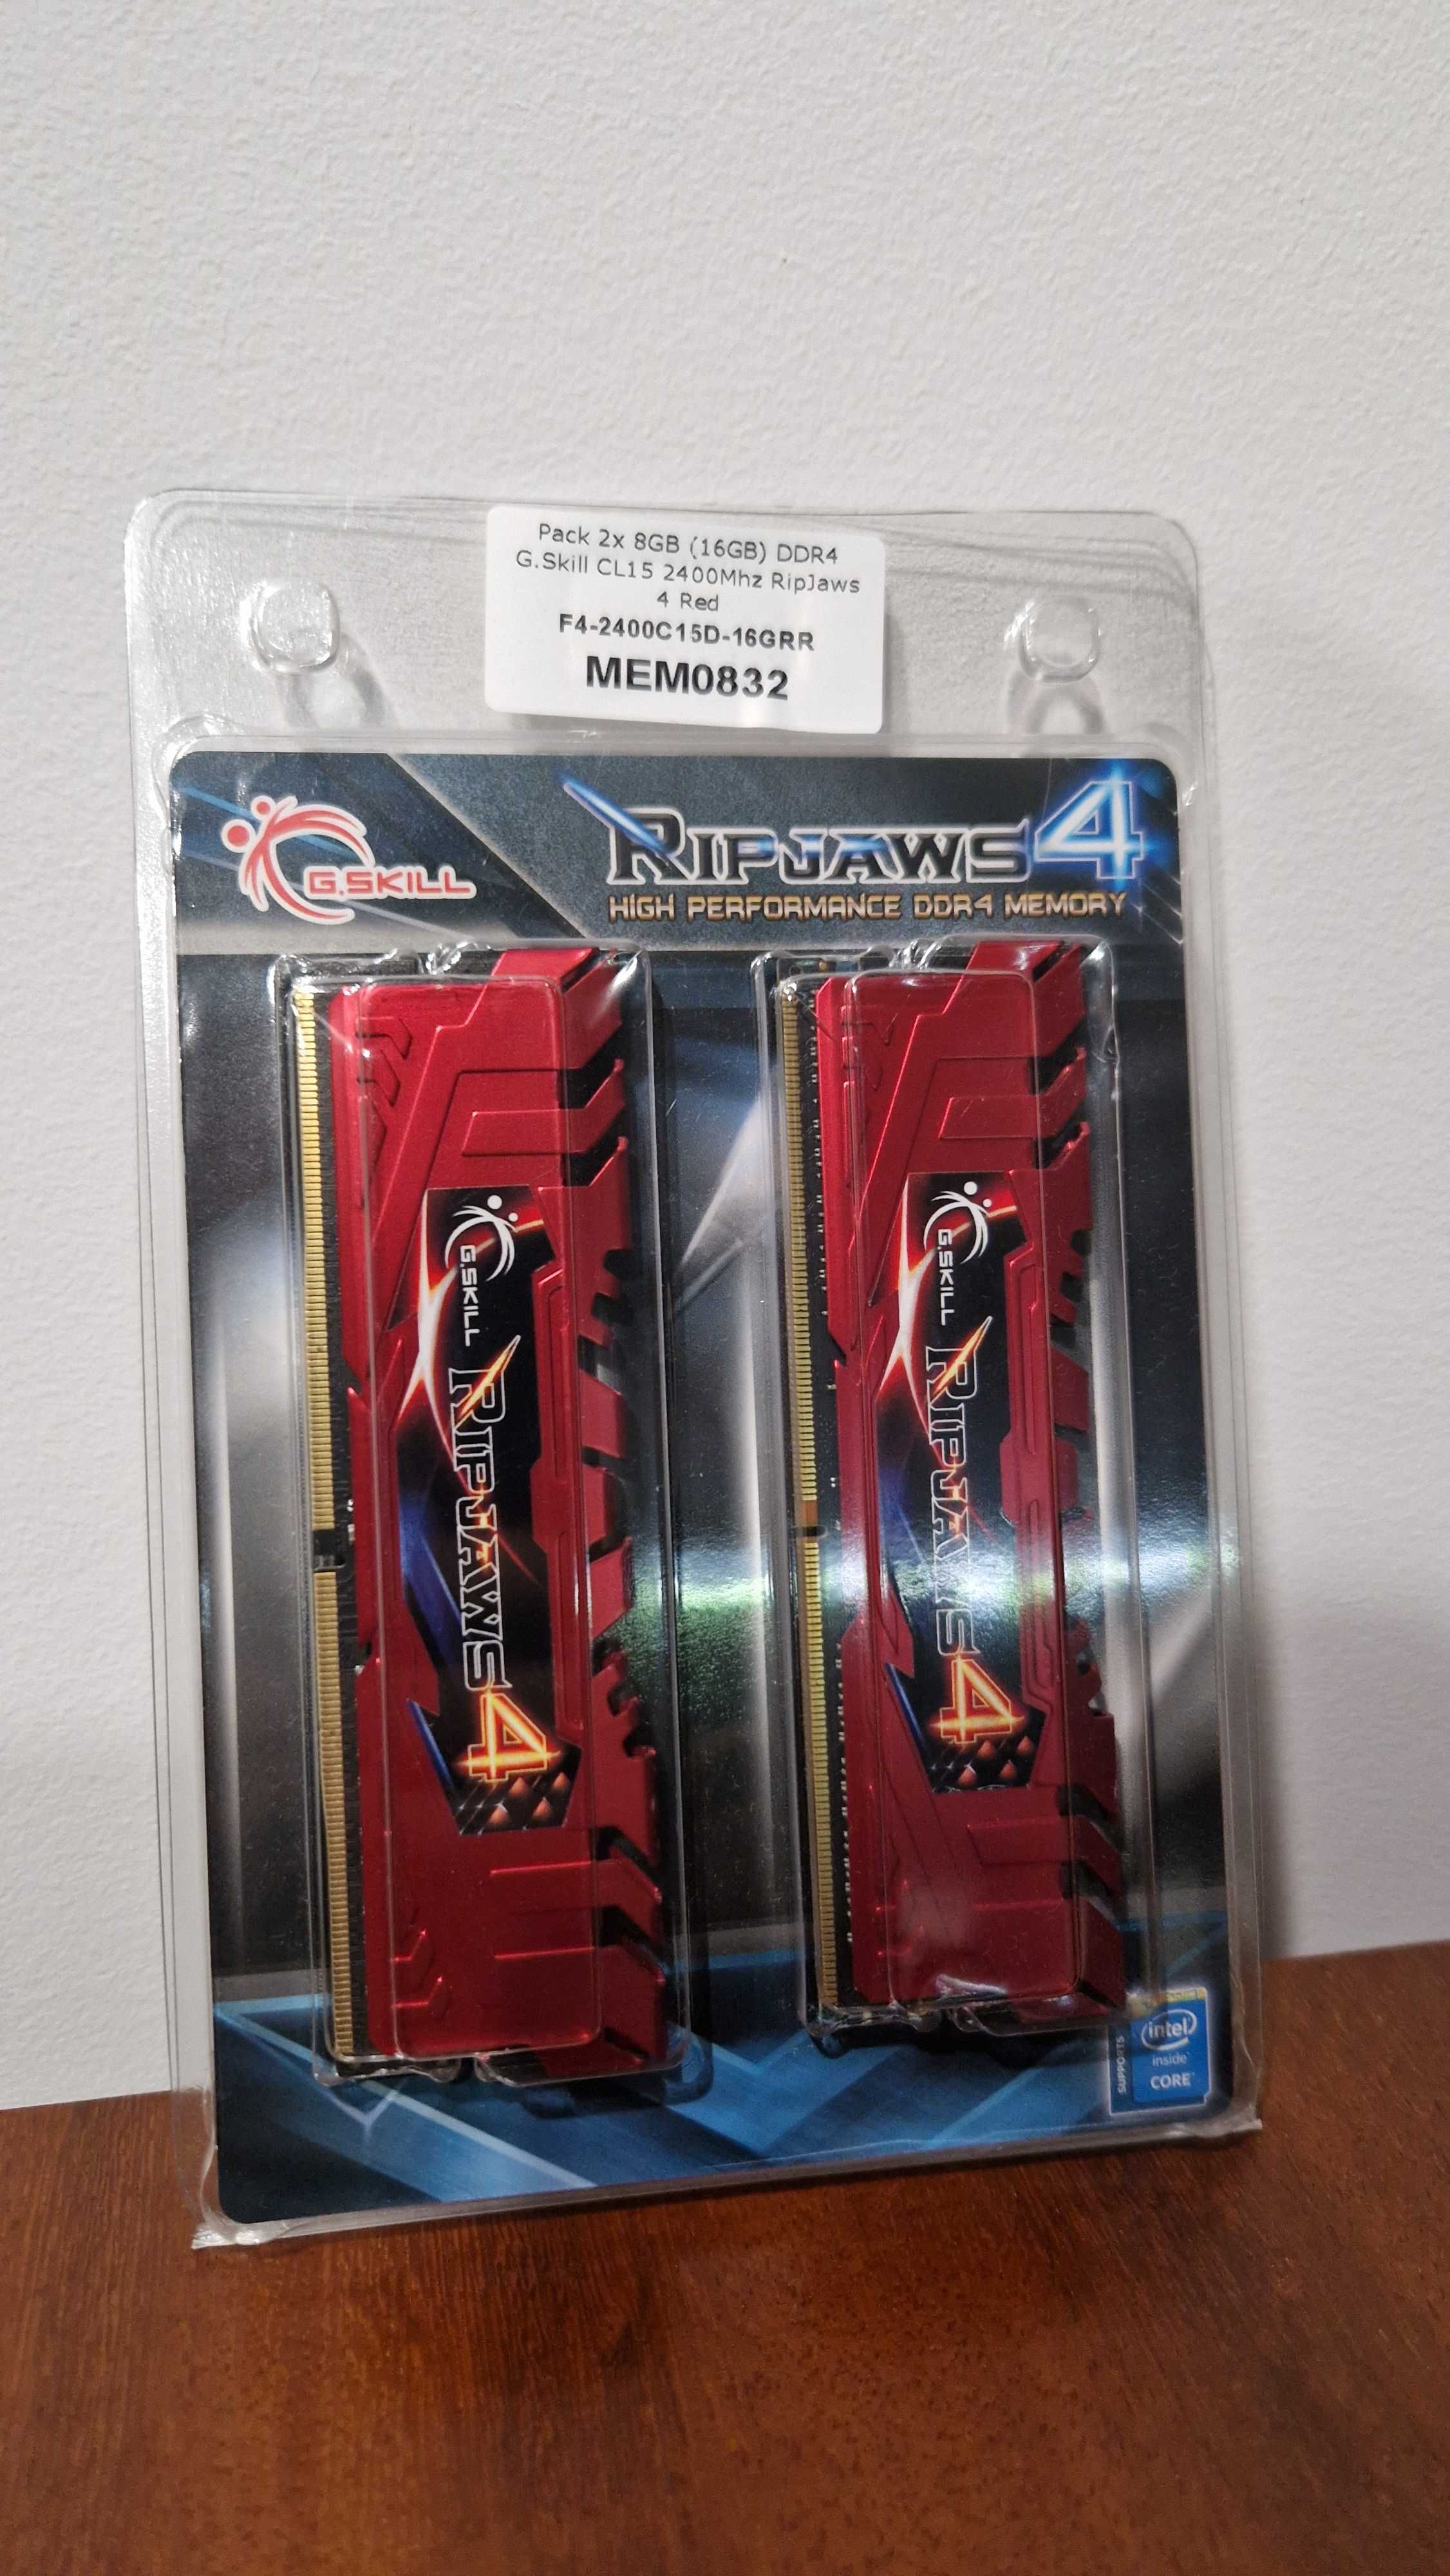 Pack 2x 8GB (16GB) DDR4
G.Skill CL15 2400Mhz RipJaws
4 Red
F4-2400C15D-16GRR
MEM0832
G.SKILL
RIPJAWS4
HIGH PERFORMANCE DDR4 MEMORY
G.SKILL
RIPJAWS4
G.SKILL
RIPJAWS4
SUPPORTS
intel
inside
CORE